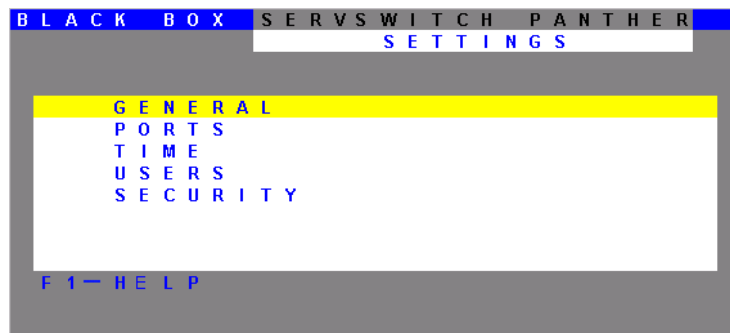 BLACK BOX SERVSWITCH PANTHER
SETTINGS
GENERAL
PORTS
TIME
USERS
SECURITY
F1—HELP